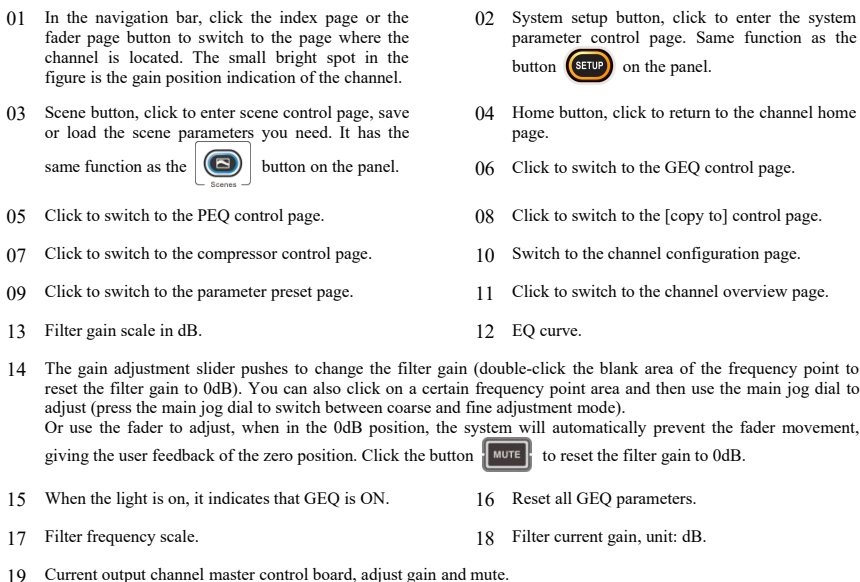 01 In the navigation bar, click the index page or the
fader page button to switch to the page where the
channel is located. The small bright spot in the
figure is the gain position indication of the channel.
02 System setup button, click to enter the system
parameter control page. Same function as the
button SETUP on the panel.
03 Scene button, click to enter scene control page, save
or load the scene parameters you need. It has the
same function as the button on the panel.
Scenes
04 Home button, click to return to the channel home
page.
06 Click to switch to the GEQ control page.
05 Click to switch to the PEQ control page.
08 Click to switch to the [copy to] control page.
07 Click to switch to the compressor control page.
10 Switch to the channel configuration page.
09 Click to switch to the parameter preset page.
11 Click to switch to the channel overview page.
13 Filter gain scale in dB.
12 EQ curve.
14 The gain adjustment slider pushes to change the filter gain (double-click the blank area of the frequency point to
reset the filter gain to 0dB). You can also click on a certain frequency point area and then use the main jog dial to
adjust (press the main jog dial to switch between coarse and fine adjustment mode).
Or use the fader to adjust, when in the 0dB position, the system will automatically prevent the fader movement,
giving the user feedback of the zero position. Click the button MUTE to reset the filter gain to 0dB.
15 When the light is on, it indicates that GEQ is ON.
16 Reset all GEQ parameters.
17 Filter frequency scale.
18 Filter current gain, unit: dB.
19 Current output channel master control board, adjust gain and mute.